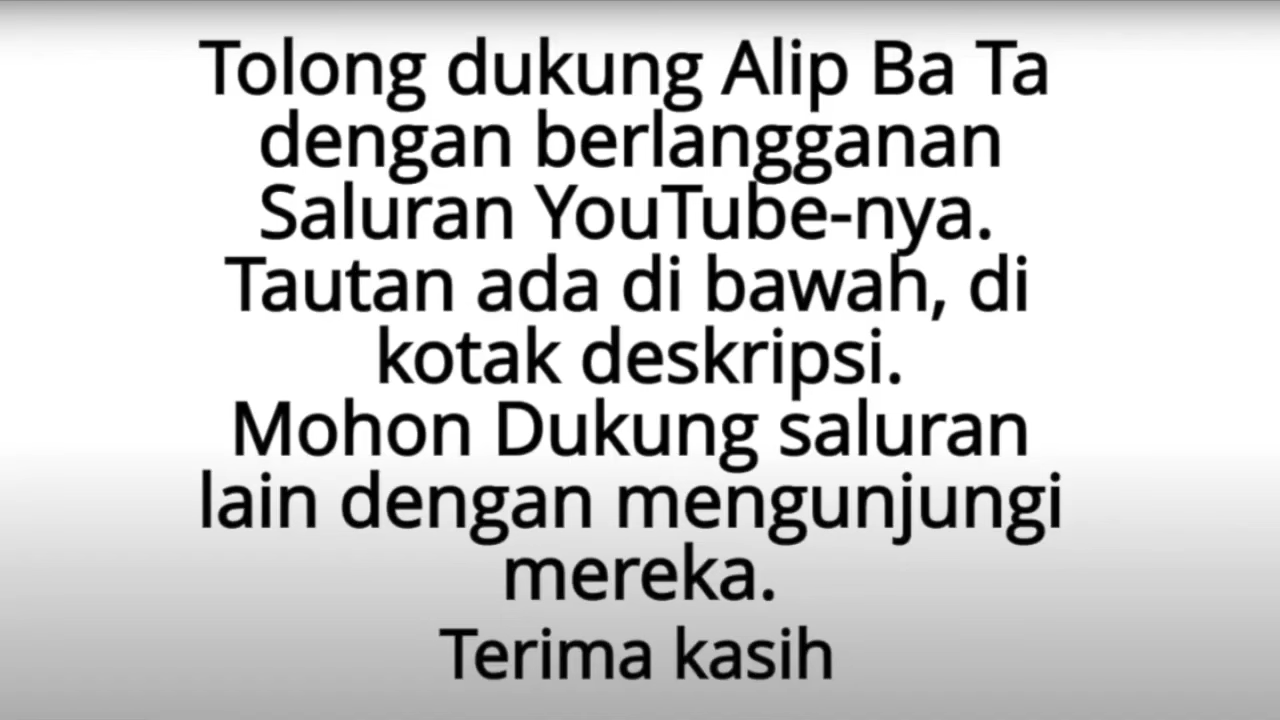 Tolong dukung Alip Ba Ta
dengan berlangganan
Saluran YouTube-nya.
Tautan ada di bawah, di
kotak deskripsi.
Mohon Dukung saluran
lain dengan mengunjungi
mereka.
Terima kasih